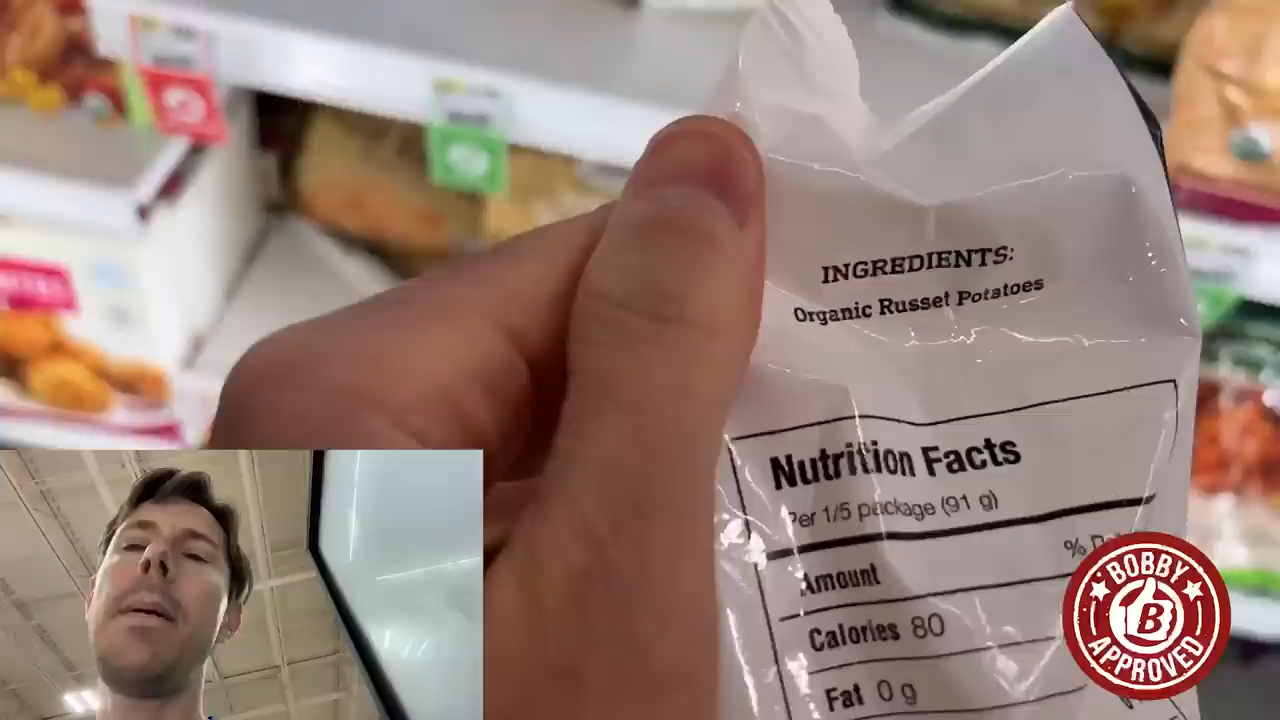 INGREDIENTS:
Organic Russet Potatoes
Nutrition Facts
Per 1/5 package (91 g)
Amount
Calories 80
Fat 0 g
BOBBY
B
APPROVED